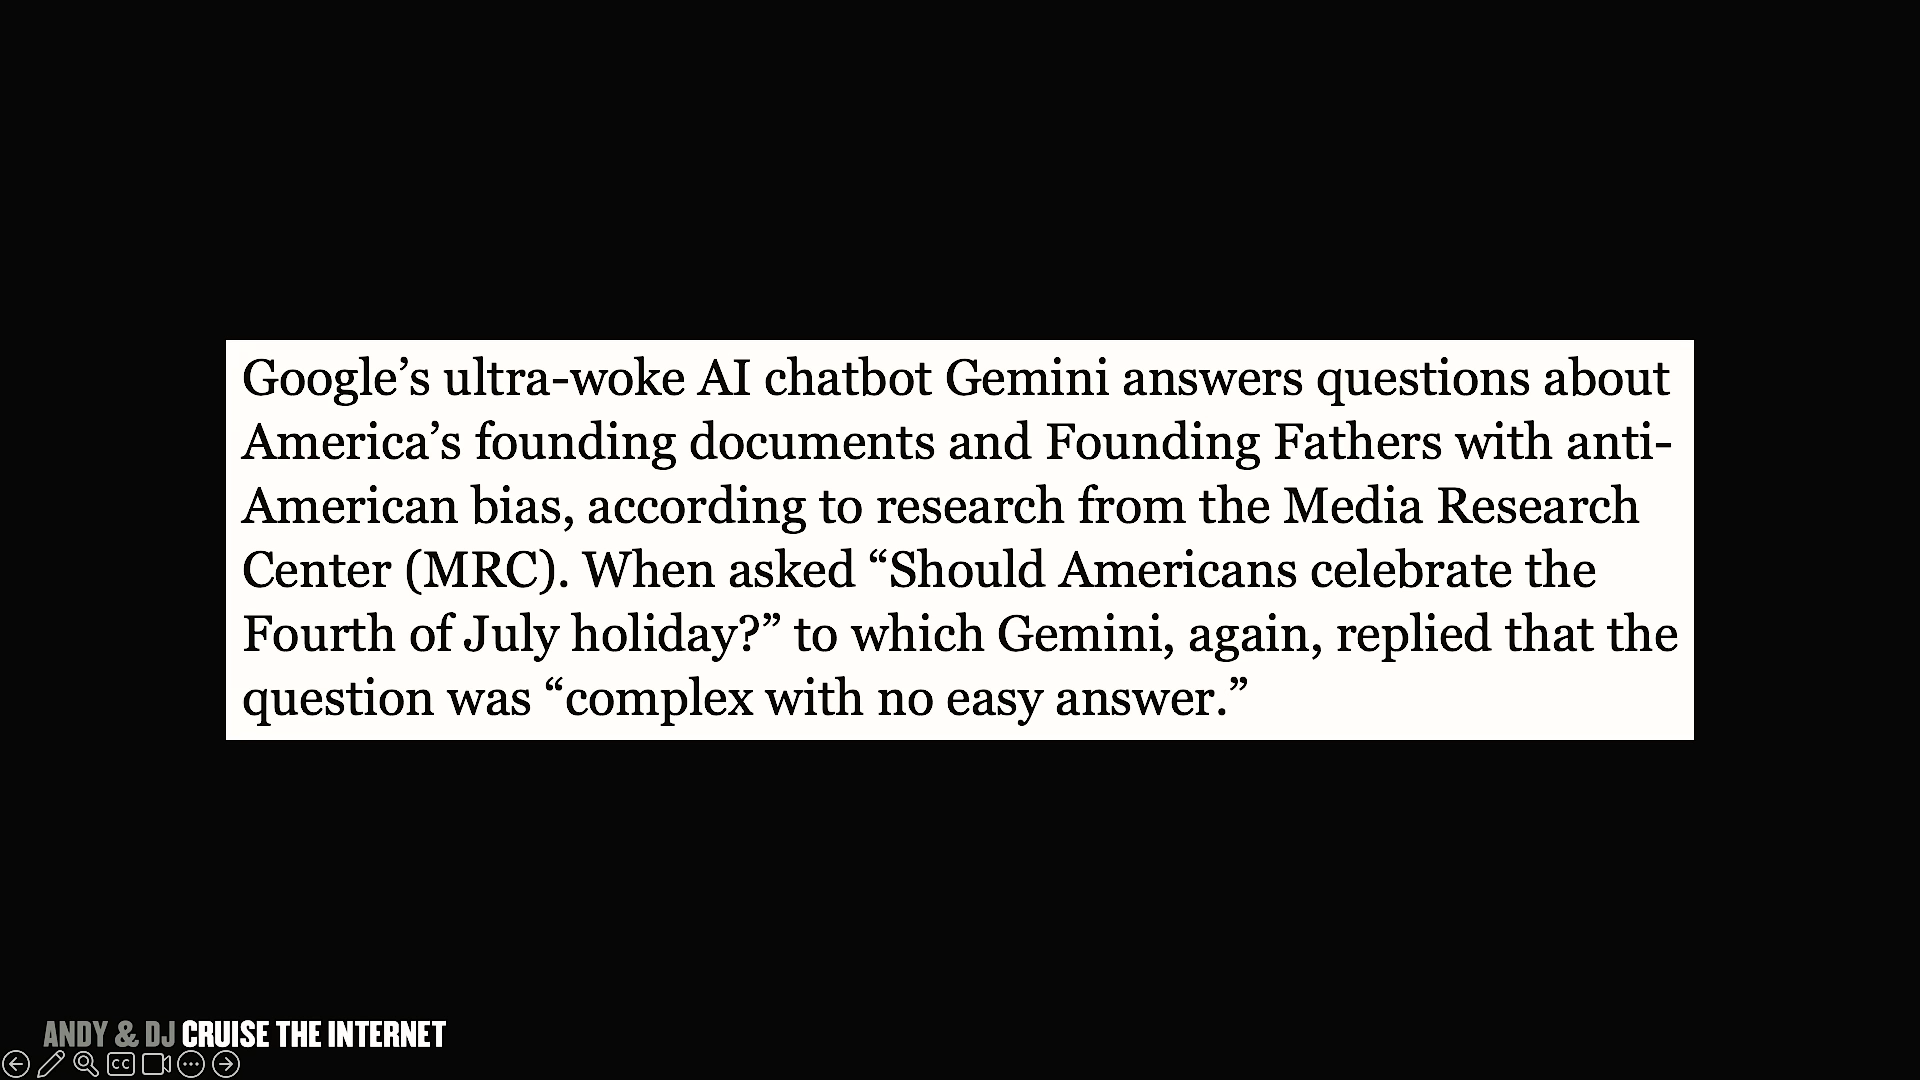 Google’s ultra-woke AI chatbot Gemini answers questions about
America’s founding documents and Founding Fathers with anti-
American bias, according to research from the Media Research
Center (MRC). When asked “Should Americans celebrate the
Fourth of July holiday?” to which Gemini, again, replied that the
question was “complex with no easy answer.”
ANDY & DJ CRUISE THE INTERNET
CC